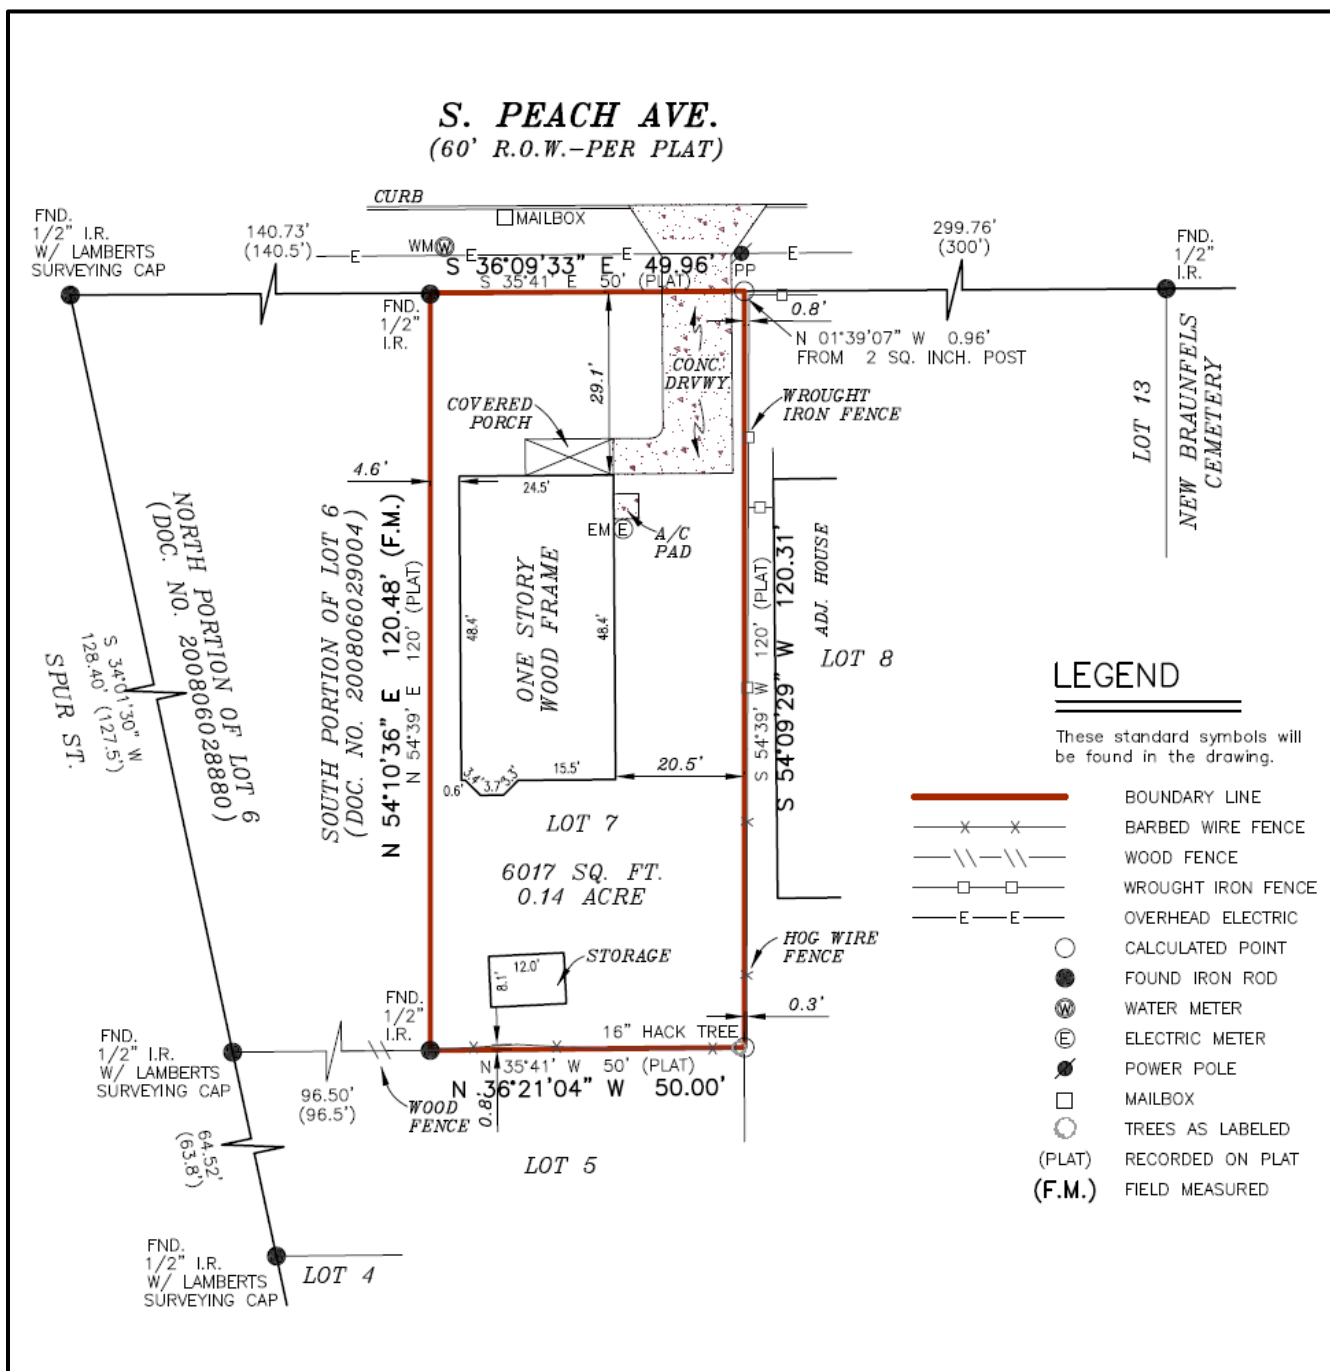 S. PEACH AVE.
(60' R.O.W.-PER PLAT)
CURB
MAILBOX
FND.
1/2" I.R.
W/ LAMBERTS
SURVEYING CAP
140.73'
(140.5')
WM
W
E
E
E
E
299.76'
(300')
FND.
1/2"
I.R.
S 36°09'33" E 49.96'
S 35°41' E 50' (PLAT)
PP
FND.
1/2"
I.R.
0.8'
N 01°39'07" W 0.96'
FROM 2 SQ. INCH. POST
29.1'
CONC.
DRVWY.
WROUGHT
IRON FENCE
COVERED
PORCH
LOT 13
NEW BRAUNFELS
CEMETERY
4.6'
24.5'
EM
E
A/C
PAD
NORTH PORTION OF LOT 6
(DOC. NO. 200806028880)
SOUTH PORTION OF LOT 6
(DOC. NO. 200806029004)
N 54°10'36" E 120.48' (F.M.)
N 54°39' E 120' (PLAT)
ONE STORY
WOOD FRAME
48.4'
48.4'
S 54°39' W 120' (PLAT)
S 54°09'29" W 120.31'
ADJ. HOUSE
LOT 8
S 34°01'30" W
128.40' (127.5')
SPUR ST.
0.6'
3.4'
3.7'
3.3'
15.5'
20.5'
LOT 7
6017 SQ. FT.
0.14 ACRE
STORAGE
12.0'
8.1'
HOG WIRE
FENCE
FND.
1/2"
I.R.
16" HACK TREE
0.3'
N 35°41' W 50' (PLAT)
N 36°21'04" W 50.00'
0.8'
FND.
1/2" I.R.
W/ LAMBERTS
SURVEYING CAP
96.50'
(96.5')
WOOD
FENCE
64.52'
(63.8')
LOT 5
FND.
1/2" I.R.
W/ LAMBERTS
SURVEYING CAP
LOT 4
LEGEND
These standard symbols will
be found in the drawing.
BOUNDARY LINE
BARBED WIRE FENCE
WOOD FENCE
WROUGHT IRON FENCE
E E OVERHEAD ELECTRIC
CALCULATED POINT
FOUND IRON ROD
W WATER METER
E ELECTRIC METER
POWER POLE
MAILBOX
TREES AS LABELED
(PLAT) RECORDED ON PLAT
(F.M.) FIELD MEASURED